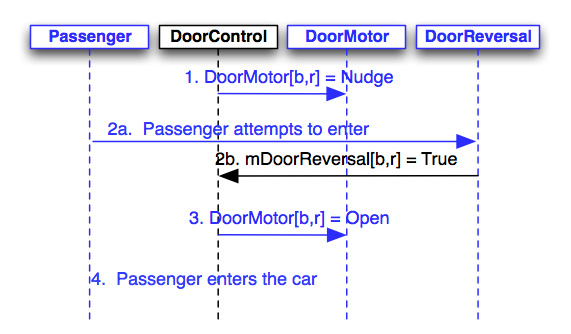 Passenger DoorControl DoorMotor DoorReversal
1. DoorMotor[b,r] = Nudge
2a.  Passenger attempts to enter
2b. mDoorReversal[b,r] = True
3. DoorMotor[b,r] = Open
4.  Passenger enters the car